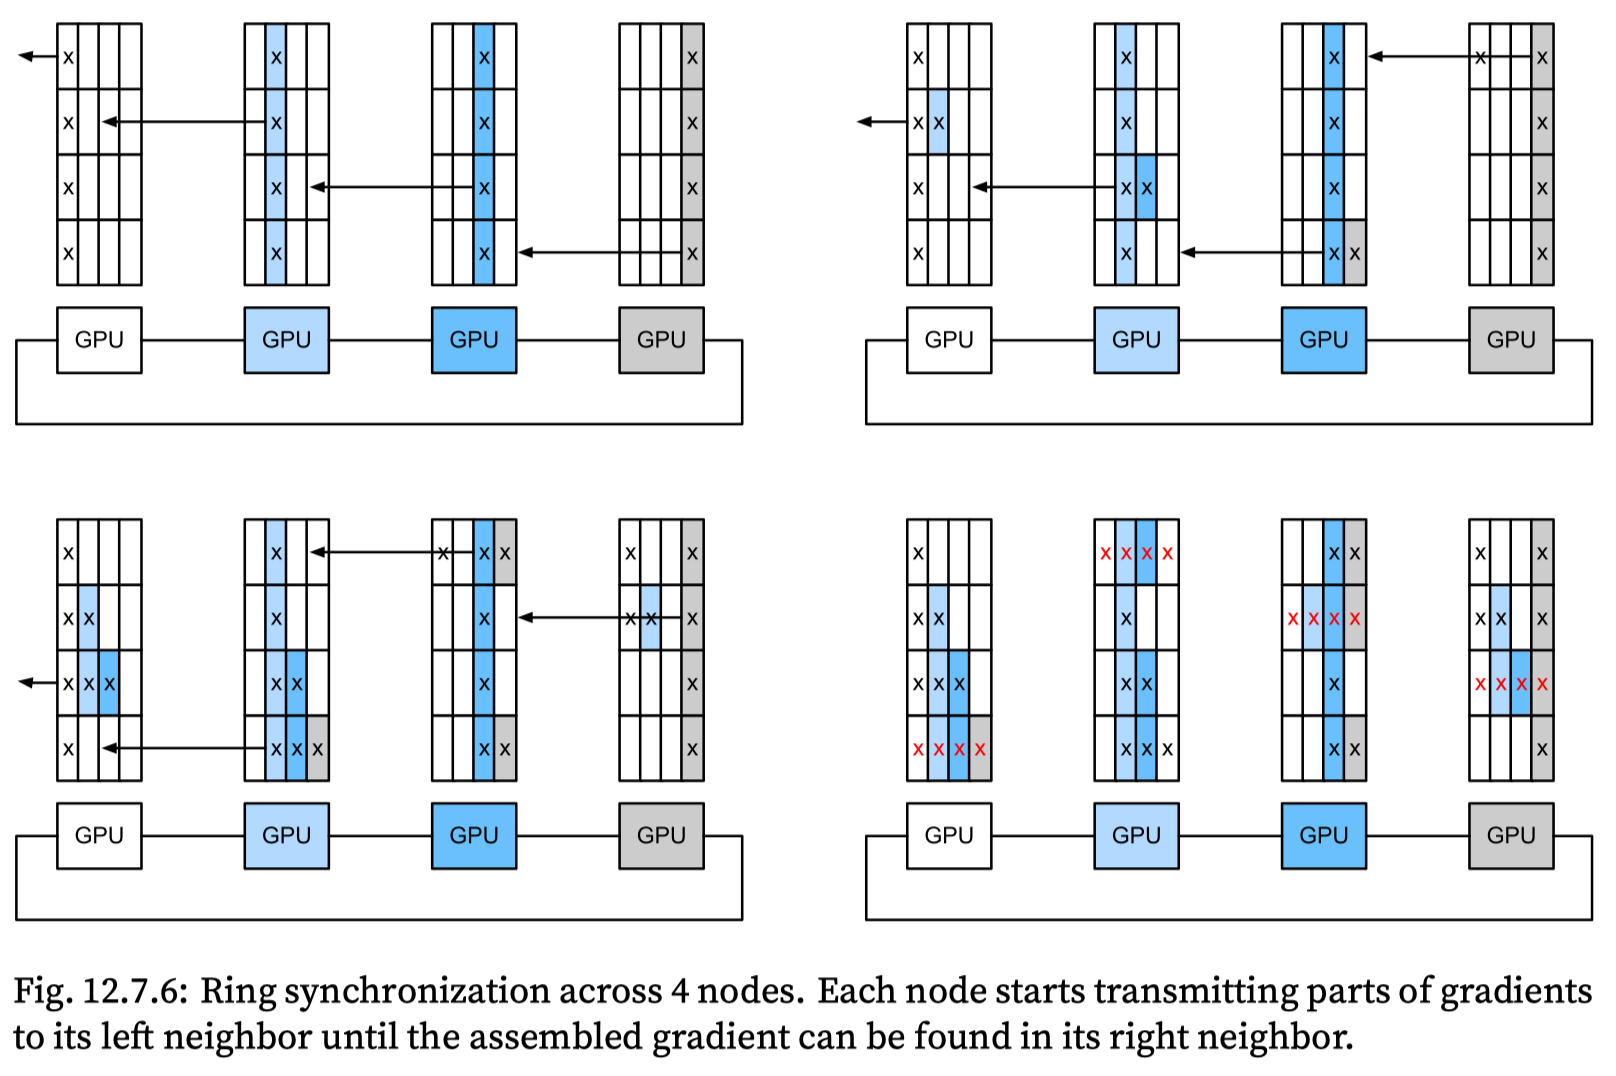 x x x x
x x x x
x x x x
x x x x
GPU GPU GPU GPU
x x x x x
x x x x x
x x x x x
x x x x x
GPU GPU GPU GPU
x x x x x x x
x x x x x x x
x x x x x x x
x x x x x x x
GPU GPU GPU GPU
x x x x x x x x x
x x x x x x x x x x
x x x x x x x x x x
x x x x x x x x x x
GPU GPU GPU GPU
Fig. 12.7.6: Ring synchronization across 4 nodes. Each node starts transmitting parts of gradients
to its left neighbor until the assembled gradient can be found in its right neighbor.